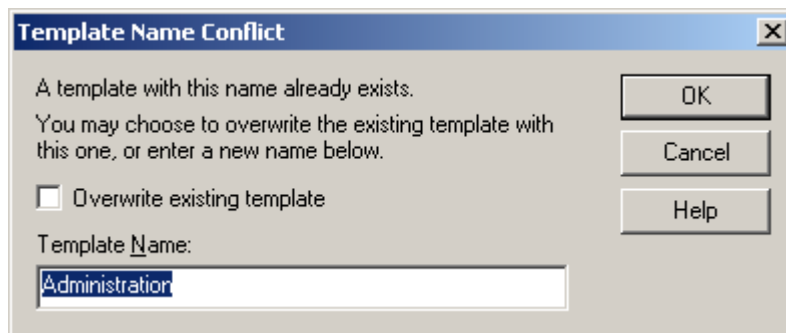 Template Name Conflict
A template with this name already exists.
You may choose to overwrite the existing template with
this one, or enter a new name below.
Overwrite existing template
Template Name:
Administration
OK
Cancel
Help